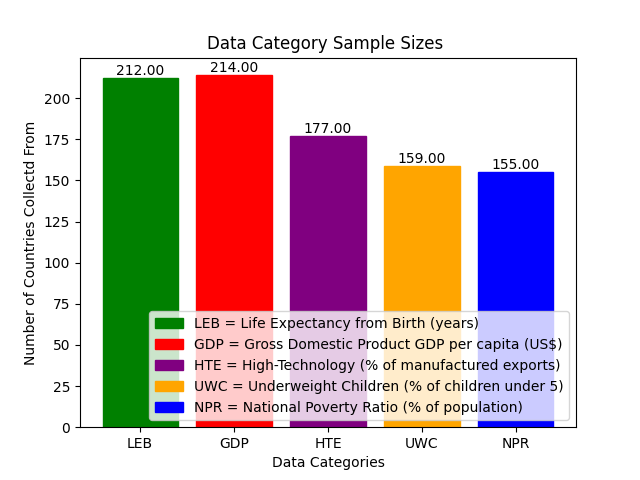 Data Category Sample Sizes
212.00
214.00
177.00
159.00
155.00
200
175
150
125
100
75
50
25
0
Number of Countries Collectd From
LEB = Life Expectancy from Birth (years)
GDP = Gross Domestic Product GDP per capita (US$)
HTE = High-Technology (% of manufactured exports)
UWC = Underweight Children (% of children under 5)
NPR = National Poverty Ratio (% of population)
LEB GDP HTE UWC NPR
Data Categories